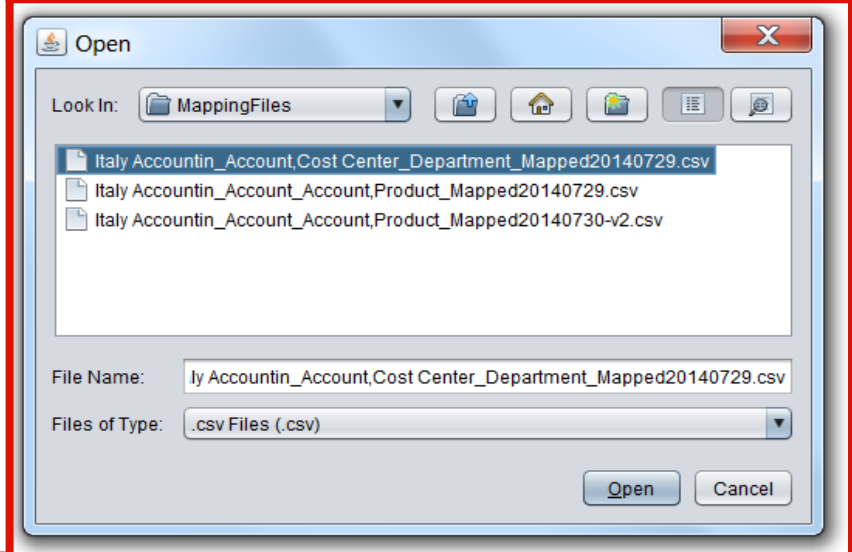 Open
Look In: MappingFiles
Italy Accountin_Account,Cost Center_Department_Mapped20140729.csv
Italy Accountin_Account_Account,Product_Mapped20140729.csv
Italy Accountin_Account_Account,Product_Mapped20140730-v2.csv
File Name: ly Accountin_Account,Cost Center_Department_Mapped20140729.csv
Files of Type: .csv Files (.csv)
Open Cancel